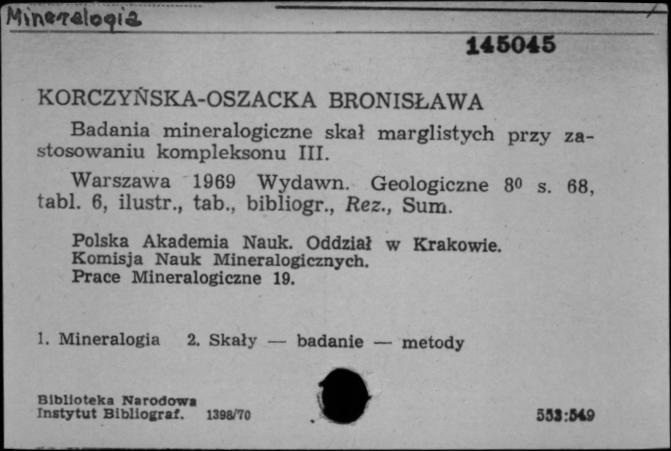 Mineralogia
145045
KORCZYŃSKA-OSZACKA BRONISŁAWA
Badania mineralogiczne skał marglistych przy za-
stosowaniu kompleksonu III.
Warszawa 1969 Wydawn. Geologiczne 8⁰ s. 68,
tabl. 6, ilustr., tab., bibliogr., Rez., Sum.
Polska Akademia Nauk. Oddział w Krakowie.
Komisja Nauk Mineralogicznych.
Prace Mineralogiczne 19.
1. Mineralogia 2. Skały — badanie — metody
Biblioteka Narodowa
Instytut Bibliograf. 1398/70 553:549